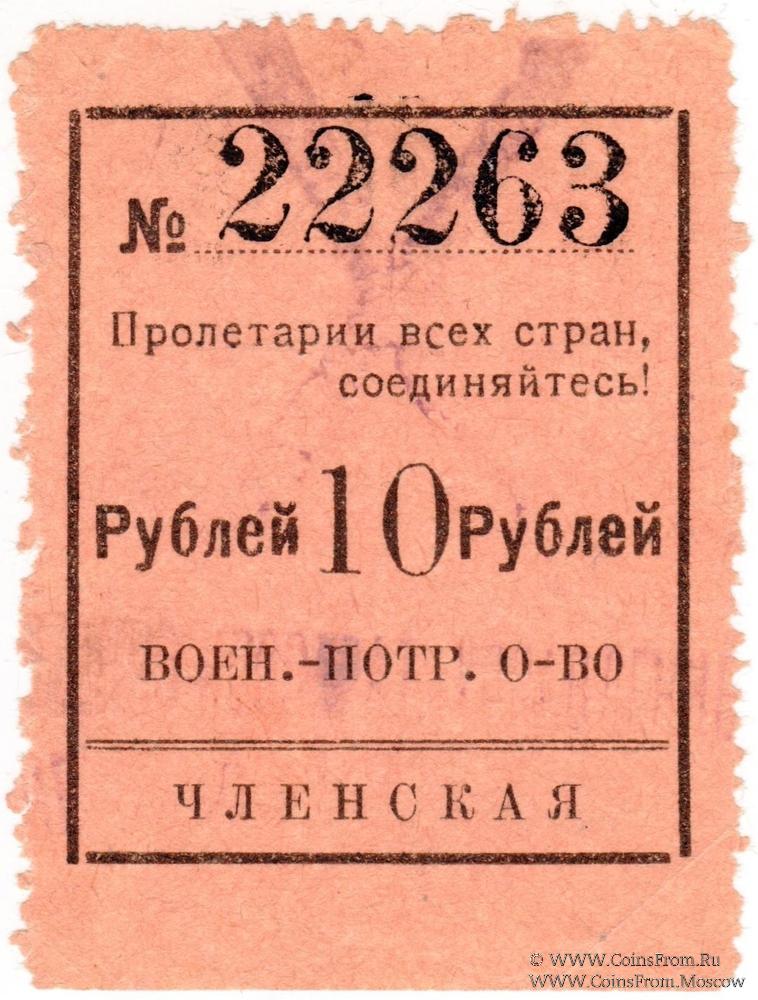 № 22263
Пролетарии всех стран,
соединяйтесь!
Рублей 10 Рублей
ВОЕН.-ПОТР. О-ВО
ЧЛЕНСКАЯ
© WWW.CoinsFrom.Ru
WWW.CoinsFrom.Moscow